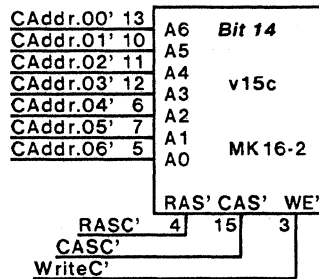 CAddr.00' 13 A6 Bit 14
CAddr.01' 10 A5
CAddr.02' 11 A4 v15c
CAddr.03' 12 A3
CAddr.04' 6 A2
CAddr.05' 7 A1 MK16-2
CAddr.06' 5 A0
RAS' CAS' WE'
RASC' 4 15 3
CASC'
WriteC'